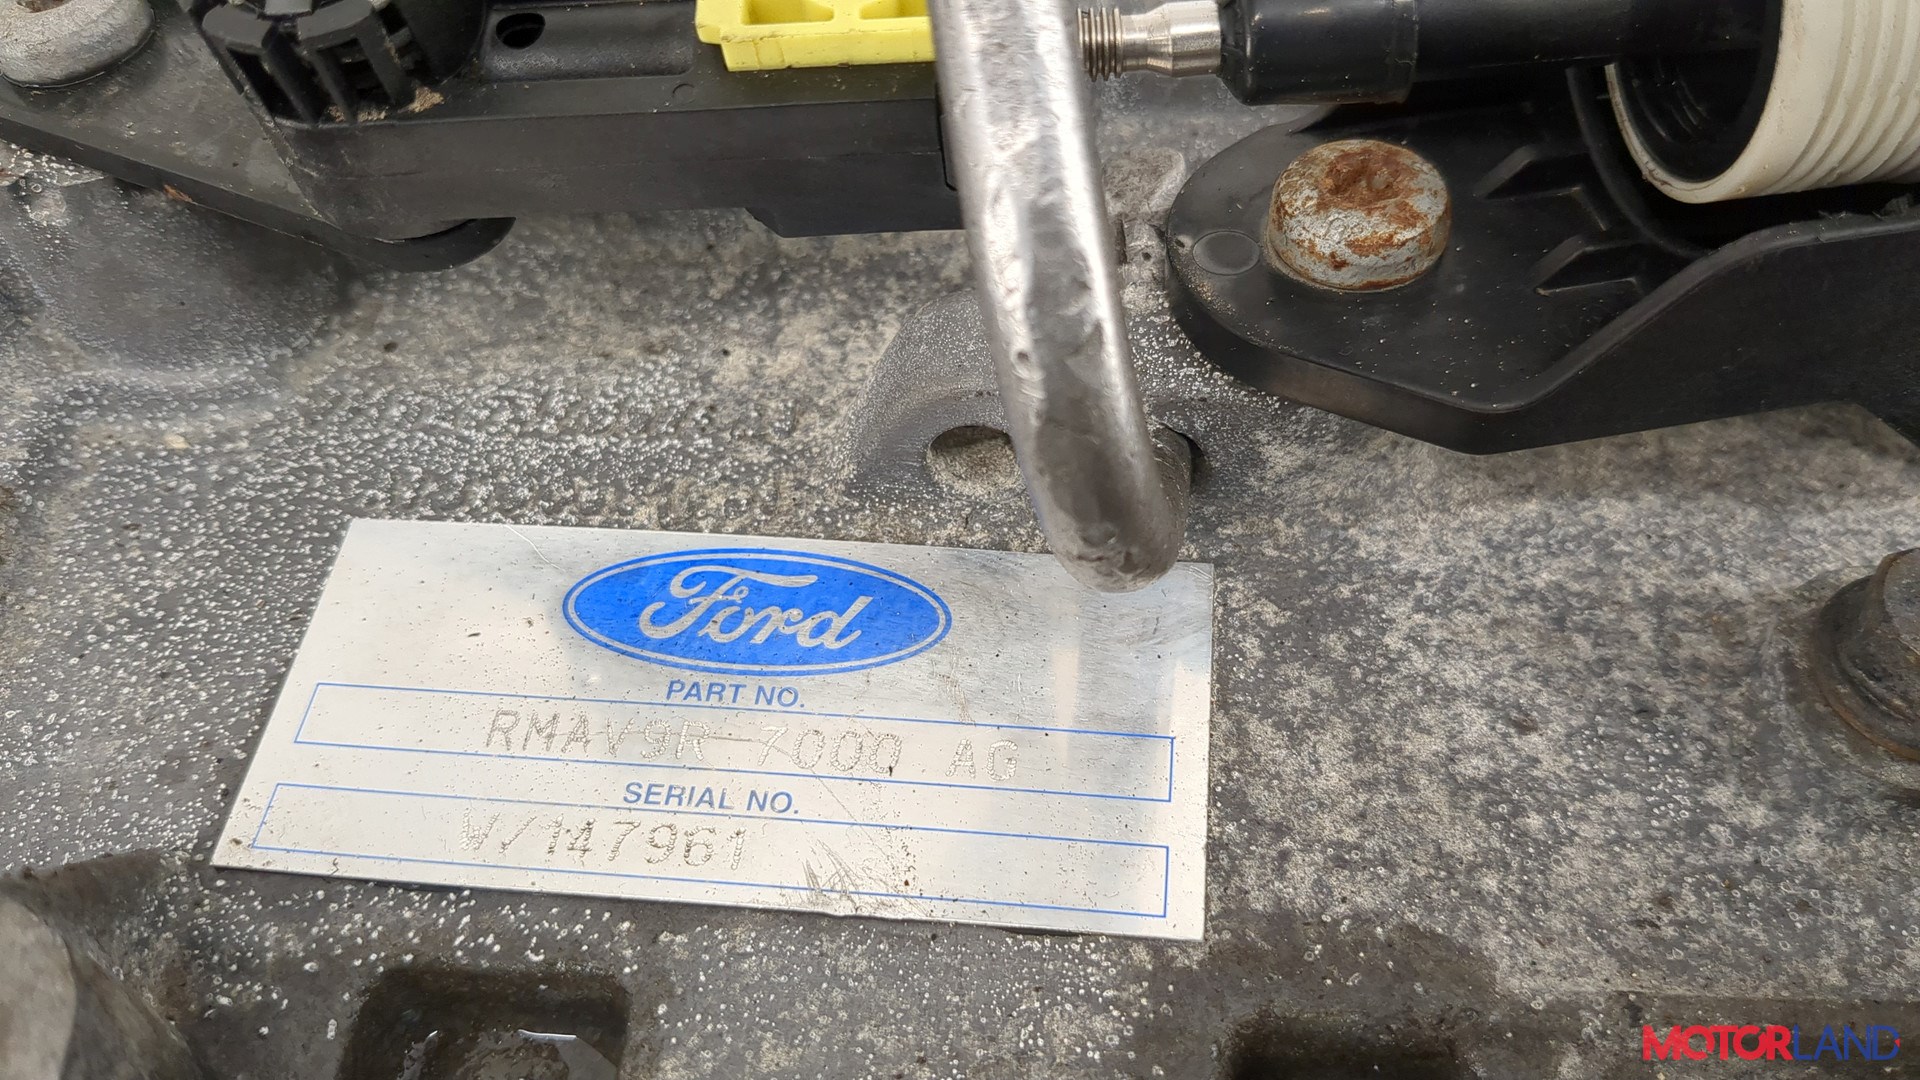 Ford
PART NO.
RMAV9R-7000 AG
SERIAL NO.
W/147961
MOTORLAND